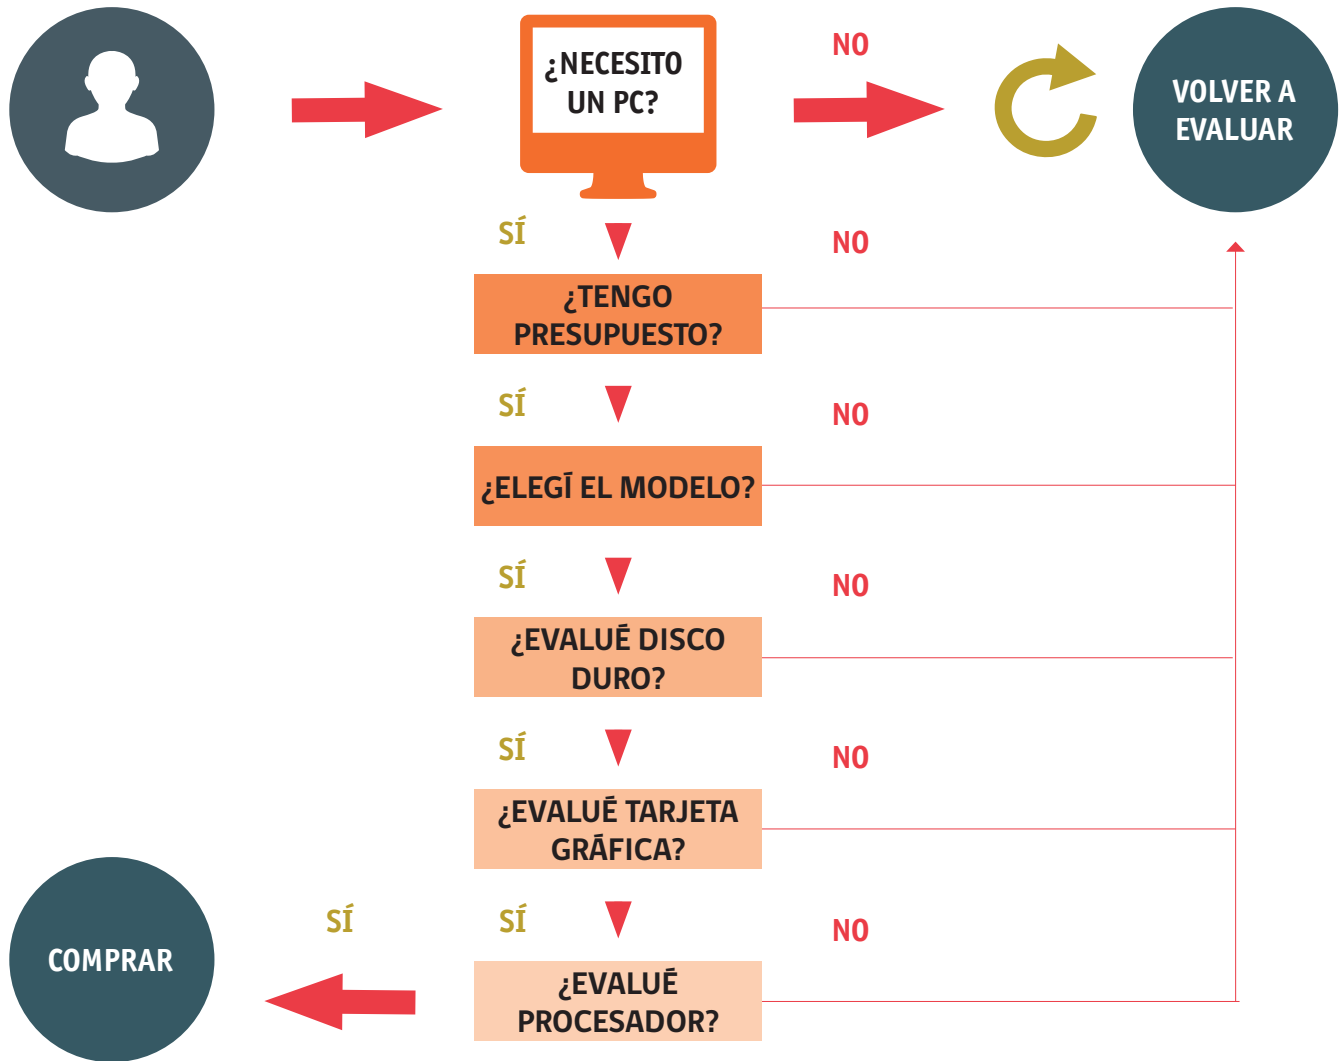 ¿NECESITO
UN PC?
NO
VOLVER A
EVALUAR
SÍ
NO
¿TENGO
PRESUPUESTO?
SÍ
NO
¿ELEGÍ EL MODELO?
SÍ
NO
¿EVALUÉ DISCO
DURO?
SÍ
NO
¿EVALUÉ TARJETA
GRÁFICA?
SÍ
SÍ
NO
COMPRAR
¿EVALUÉ
PROCESADOR?